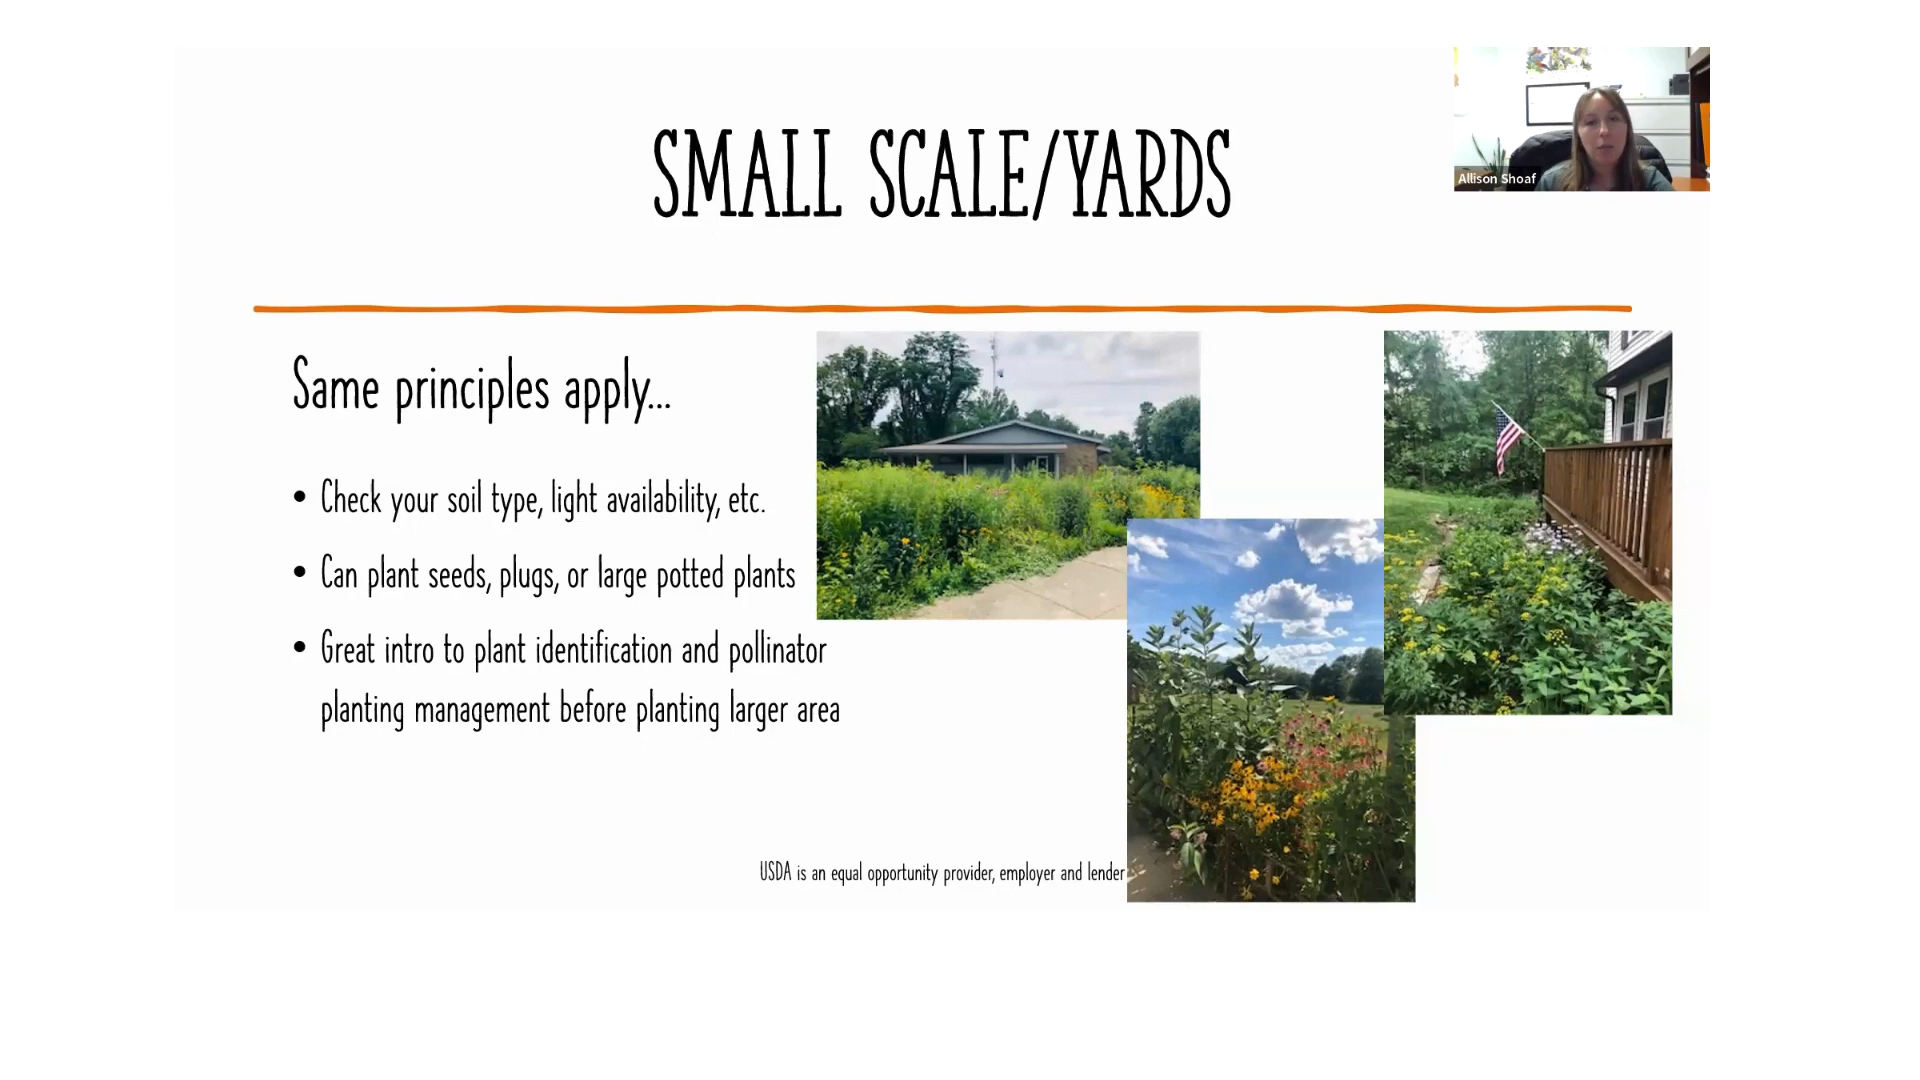 SMALL SCALE/YARDS
Allison Shoaf
Same principles apply...
• Check your soil type, light availability, etc.
• Can plant seeds, plugs, or large potted plants
• Great intro to plant identification and pollinator
planting management before planting larger area
USDA is an equal opportunity provider, employer and lender